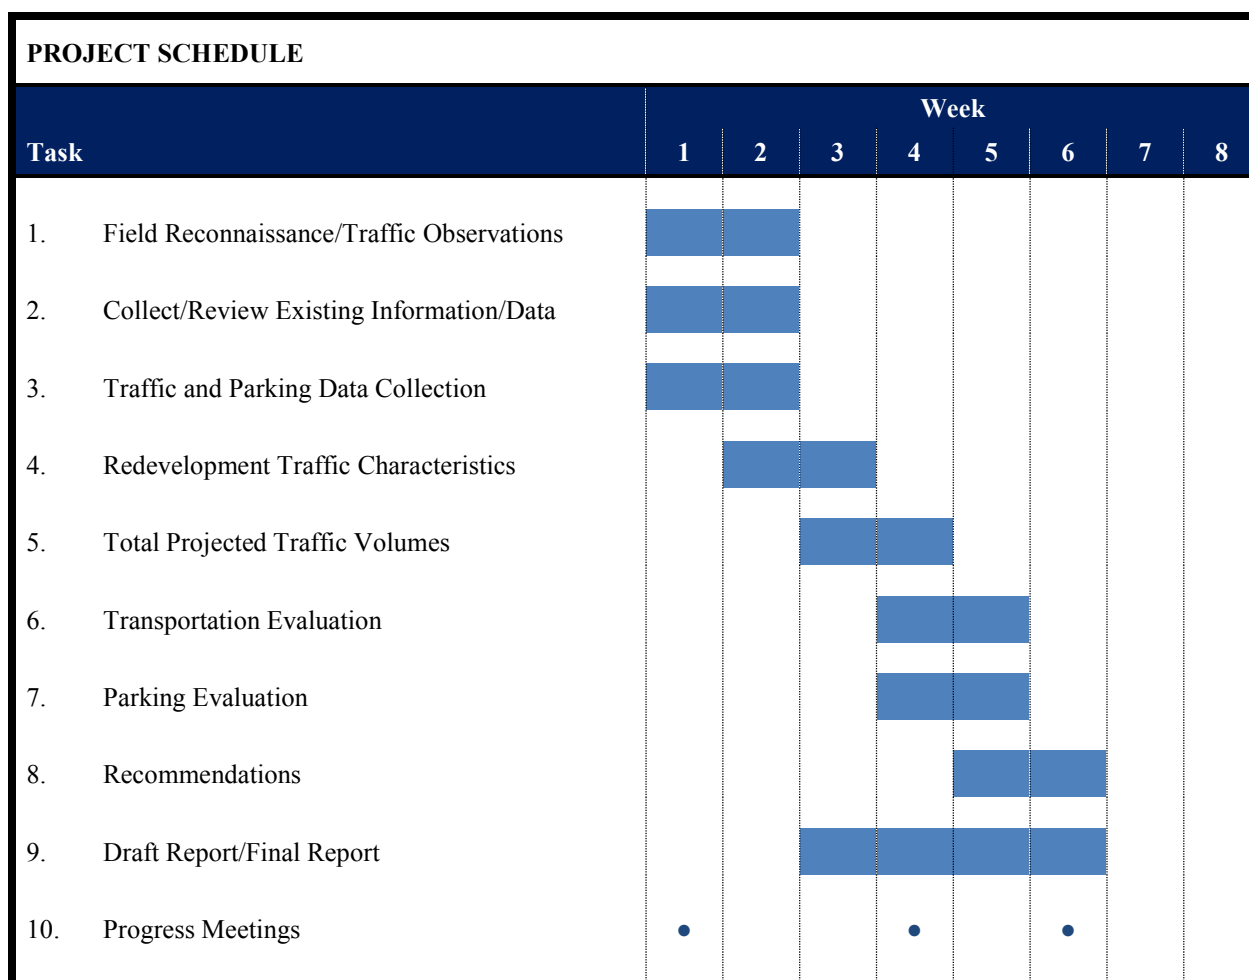 PROJECT SCHEDULE
Week
Task 1 2 3 4 5 6 7 8
1. Field Reconnaissance/Traffic Observations
2. Collect/Review Existing Information/Data
3. Traffic and Parking Data Collection
4. Redevelopment Traffic Characteristics
5. Total Projected Traffic Volumes
6. Transportation Evaluation
7. Parking Evaluation
8. Recommendations
9. Draft Report/Final Report
10. Progress Meetings